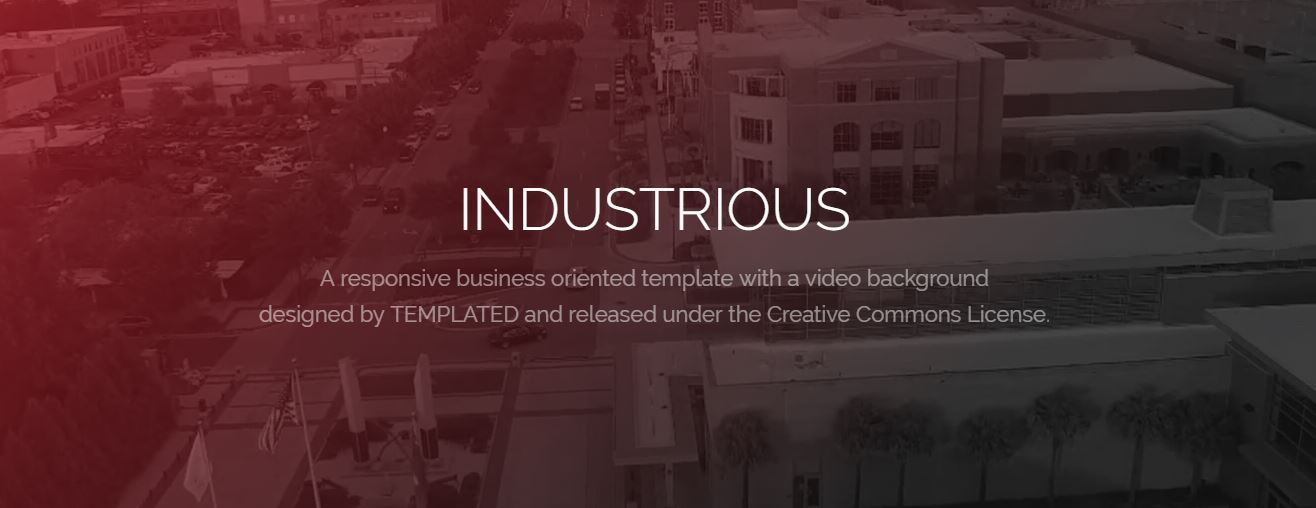 INDUSTRIOUS
A responsive business oriented template with a video background
designed by TEMPLATED and released under the Creative Commons License.